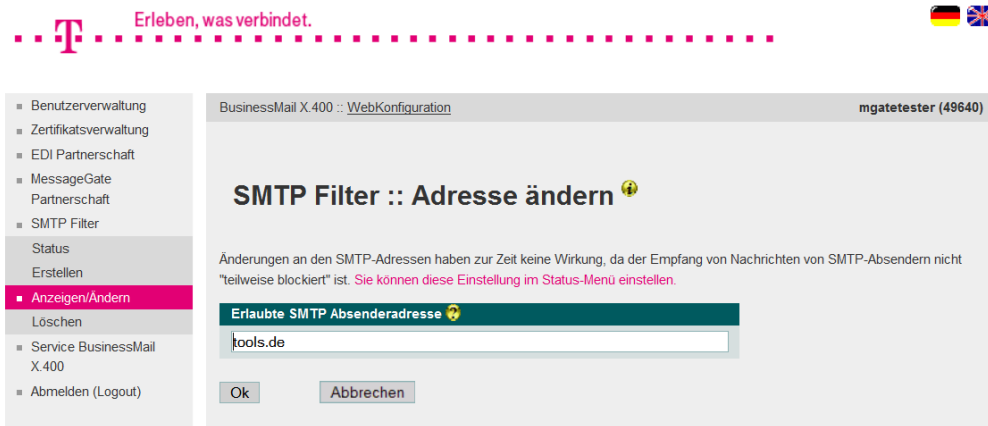 Erleben, was verbindet.
T
Benutzerverwaltung
Zertifikatsverwaltung
EDI Partnerschaft
MessageGate
Partnerschaft
SMTP Filter
Status
Erstellen
Anzeigen/Ändern
Löschen
Service BusinessMail
X.400
Abmelden (Logout)
BusinessMail X.400 :: WebKonfiguration
mgatetester (49640)
SMTP Filter :: Adresse ändern
Änderungen an den SMTP-Adressen haben zur Zeit keine Wirkung, da der Empfang von Nachrichten von SMTP-Absendern nicht
"teilweise blockiert" ist. Sie können diese Einstellung im Status-Menü einstellen.
Erlaubte SMTP Absenderadresse
tools.de
Ok
Abbrechen